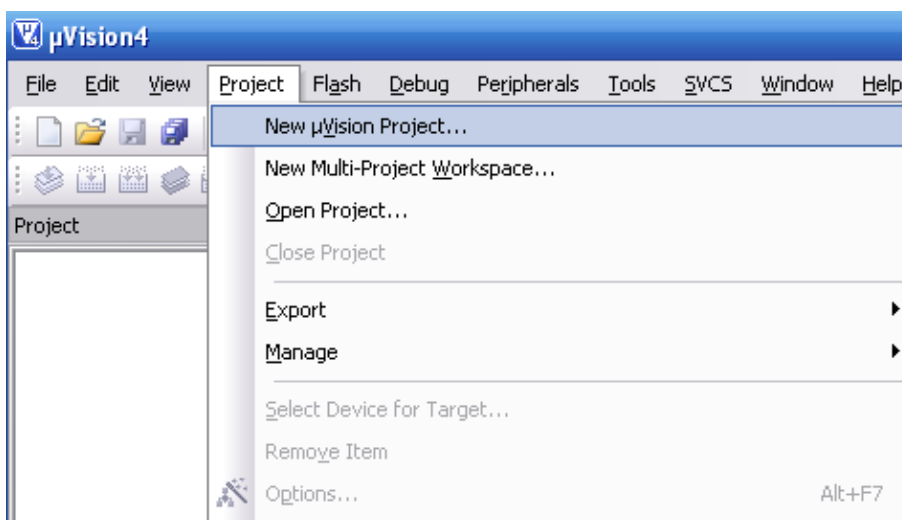 µVision4
File Edit View Project Flash Debug Peripherals Tools SVCS Window Help
New µVision Project...
New Multi-Project Workspace...
Open Project...
Project
Close Project
Export
Manage
Select Device for Target...
Remove Item
Options... Alt+F7